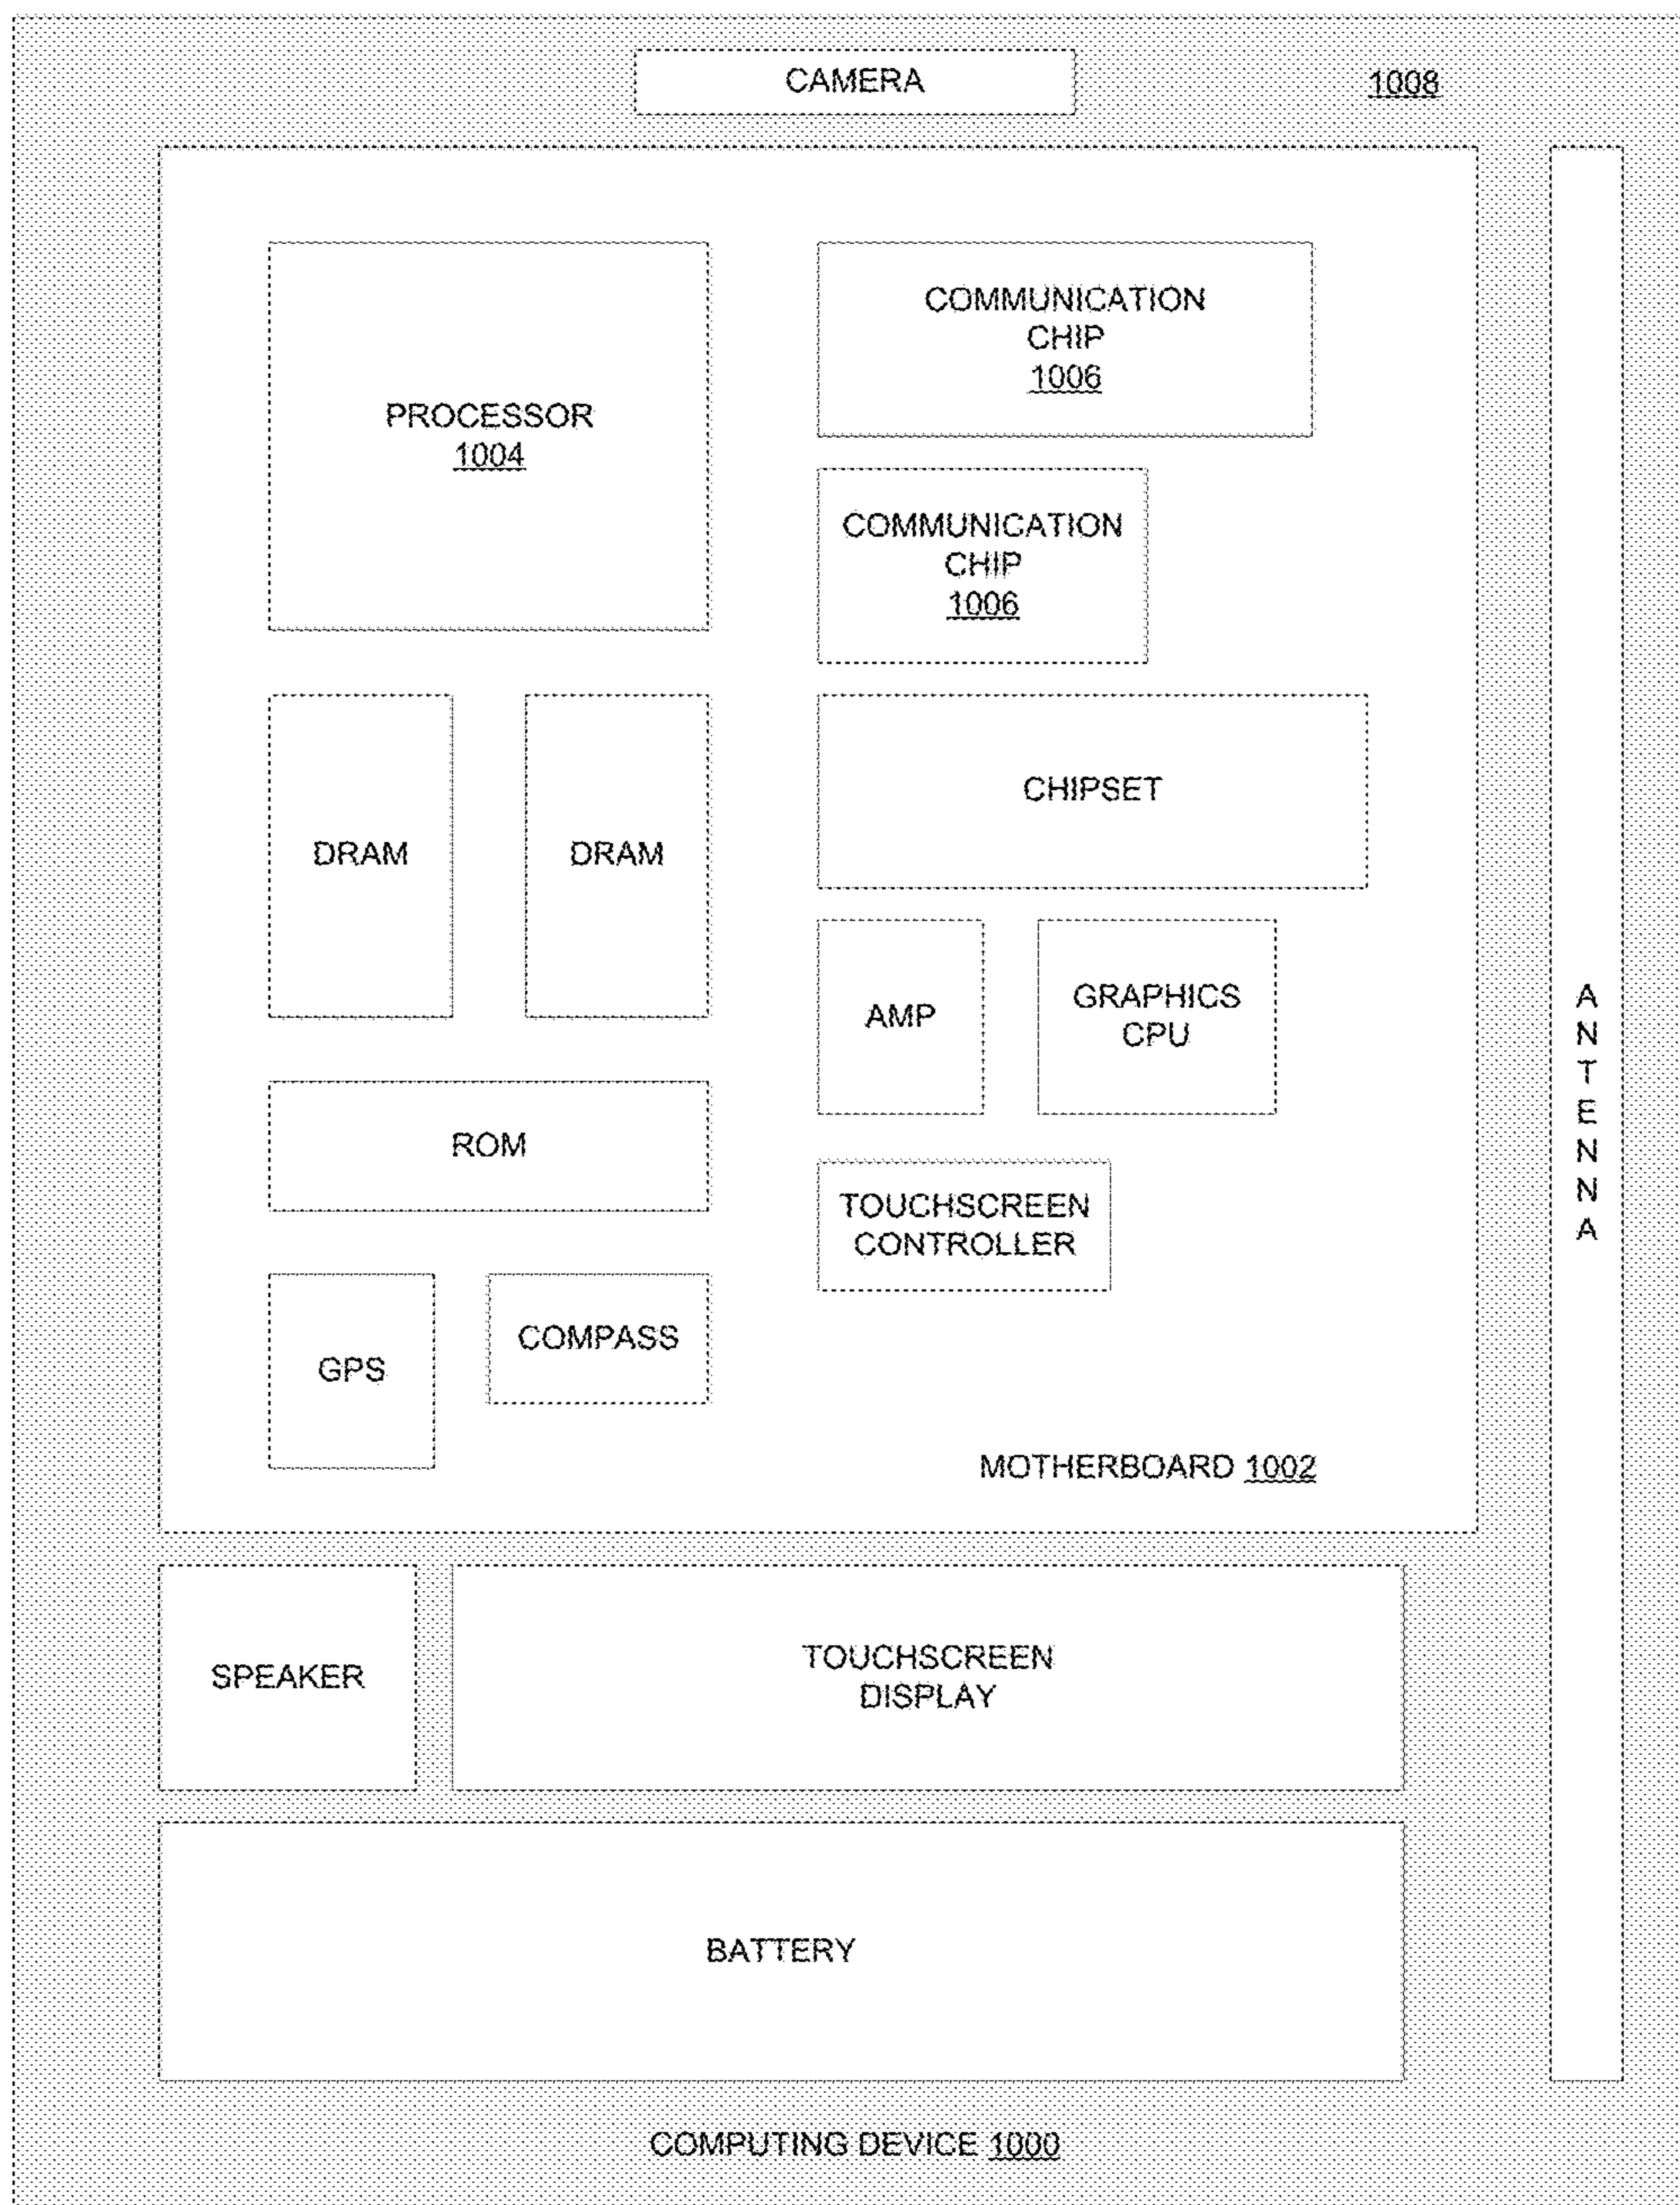 CAMERA
1008
PROCESSOR
1004
COMMUNICATION
CHIP
1006
COMMUNICATION
CHIP
1006
DRAM
DRAM
CHIPSET
AMP
GRAPHICS
CPU
ROM
TOUCHSCREEN
CONTROLLER
GPS
COMPASS
MOTHERBOARD 1002
ANTENNA
SPEAKER
TOUCHSCREEN
DISPLAY
BATTERY
COMPUTING DEVICE 1000